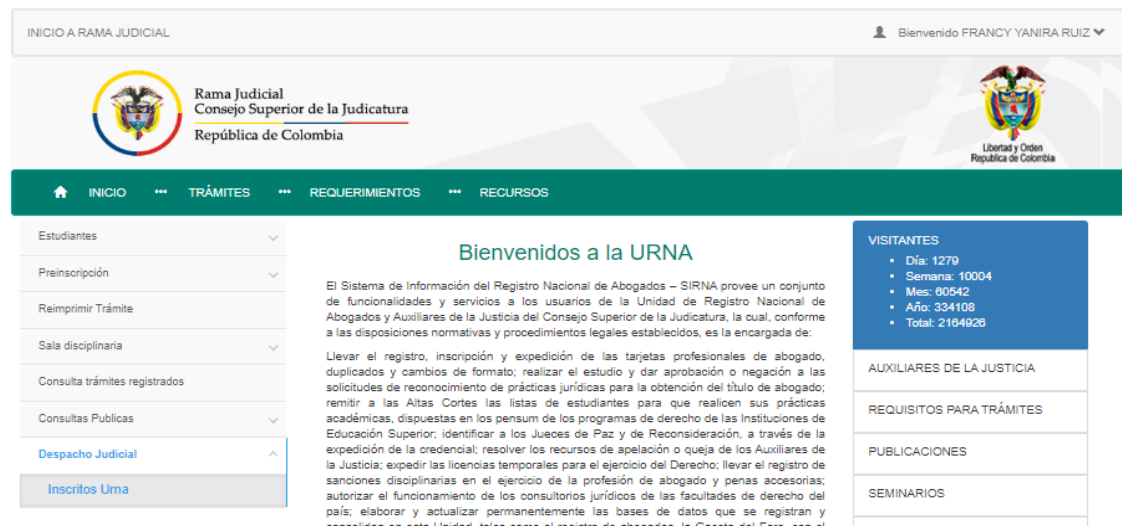 INICIO A RAMA JUDICIAL
Bienvenido FRANCY YANIRA RUIZ
Rama Judicial
Consejo Superior de la Judicatura
República de Colombia
Libertad y Orden
Republica de Colombia
INICIO
TRÁMITES
REQUERIMIENTOS
RECURSOS
Estudiantes
Preinscripción
Reimprimir Trámite
Sala disciplinaria
Consulta trámites registrados
Consultas Publicas
Despacho Judicial
Inscritos Urna
Bienvenidos a la URNA
El Sistema de Información del Registro Nacional de Abogados – SIRNA provee un conjunto
de funcionalidades y servicios a los usuarios de la Unidad de Registro Nacional de
Abogados y Auxiliares de la Justicia del Consejo Superior de la Judicatura, la cual, conforme
a las disposiciones normativas y procedimientos legales establecidos, es la encargada de:
Llevar el registro, inscripción y expedición de las tarjetas profesionales de abogado,
duplicados y cambios de formato; realizar el estudio y dar aprobación o negación a las
solicitudes de reconocimiento de prácticas jurídicas para la obtención del título de abogado;
remitir a las Altas Cortes las listas de estudiantes para que realicen sus prácticas
académicas, dispuestas en los pensum de los programas de derecho de las Instituciones de
Educación Superior; identificar a los Jueces de Paz y de Reconsideración, a través de la
expedición de la credencial; resolver los recursos de apelación o queja de los Auxiliares de
la Justicia; expedir las licencias temporales para el ejercicio del Derecho; llevar el registro de
sanciones disciplinarias en el ejercicio de la profesión de abogado y penas accesorias;
autorizar el funcionamiento de los consultorios jurídicos de las facultades de derecho del
país; elaborar y actualizar permanentemente las bases de datos que se registran y
VISITANTES
• Día: 1279
• Semana: 10004
• Mes: 60542
• Año: 334108
• Total: 2164926
AUXILIARES DE LA JUSTICIA
REQUISITOS PARA TRÁMITES
PUBLICACIONES
SEMINARIOS